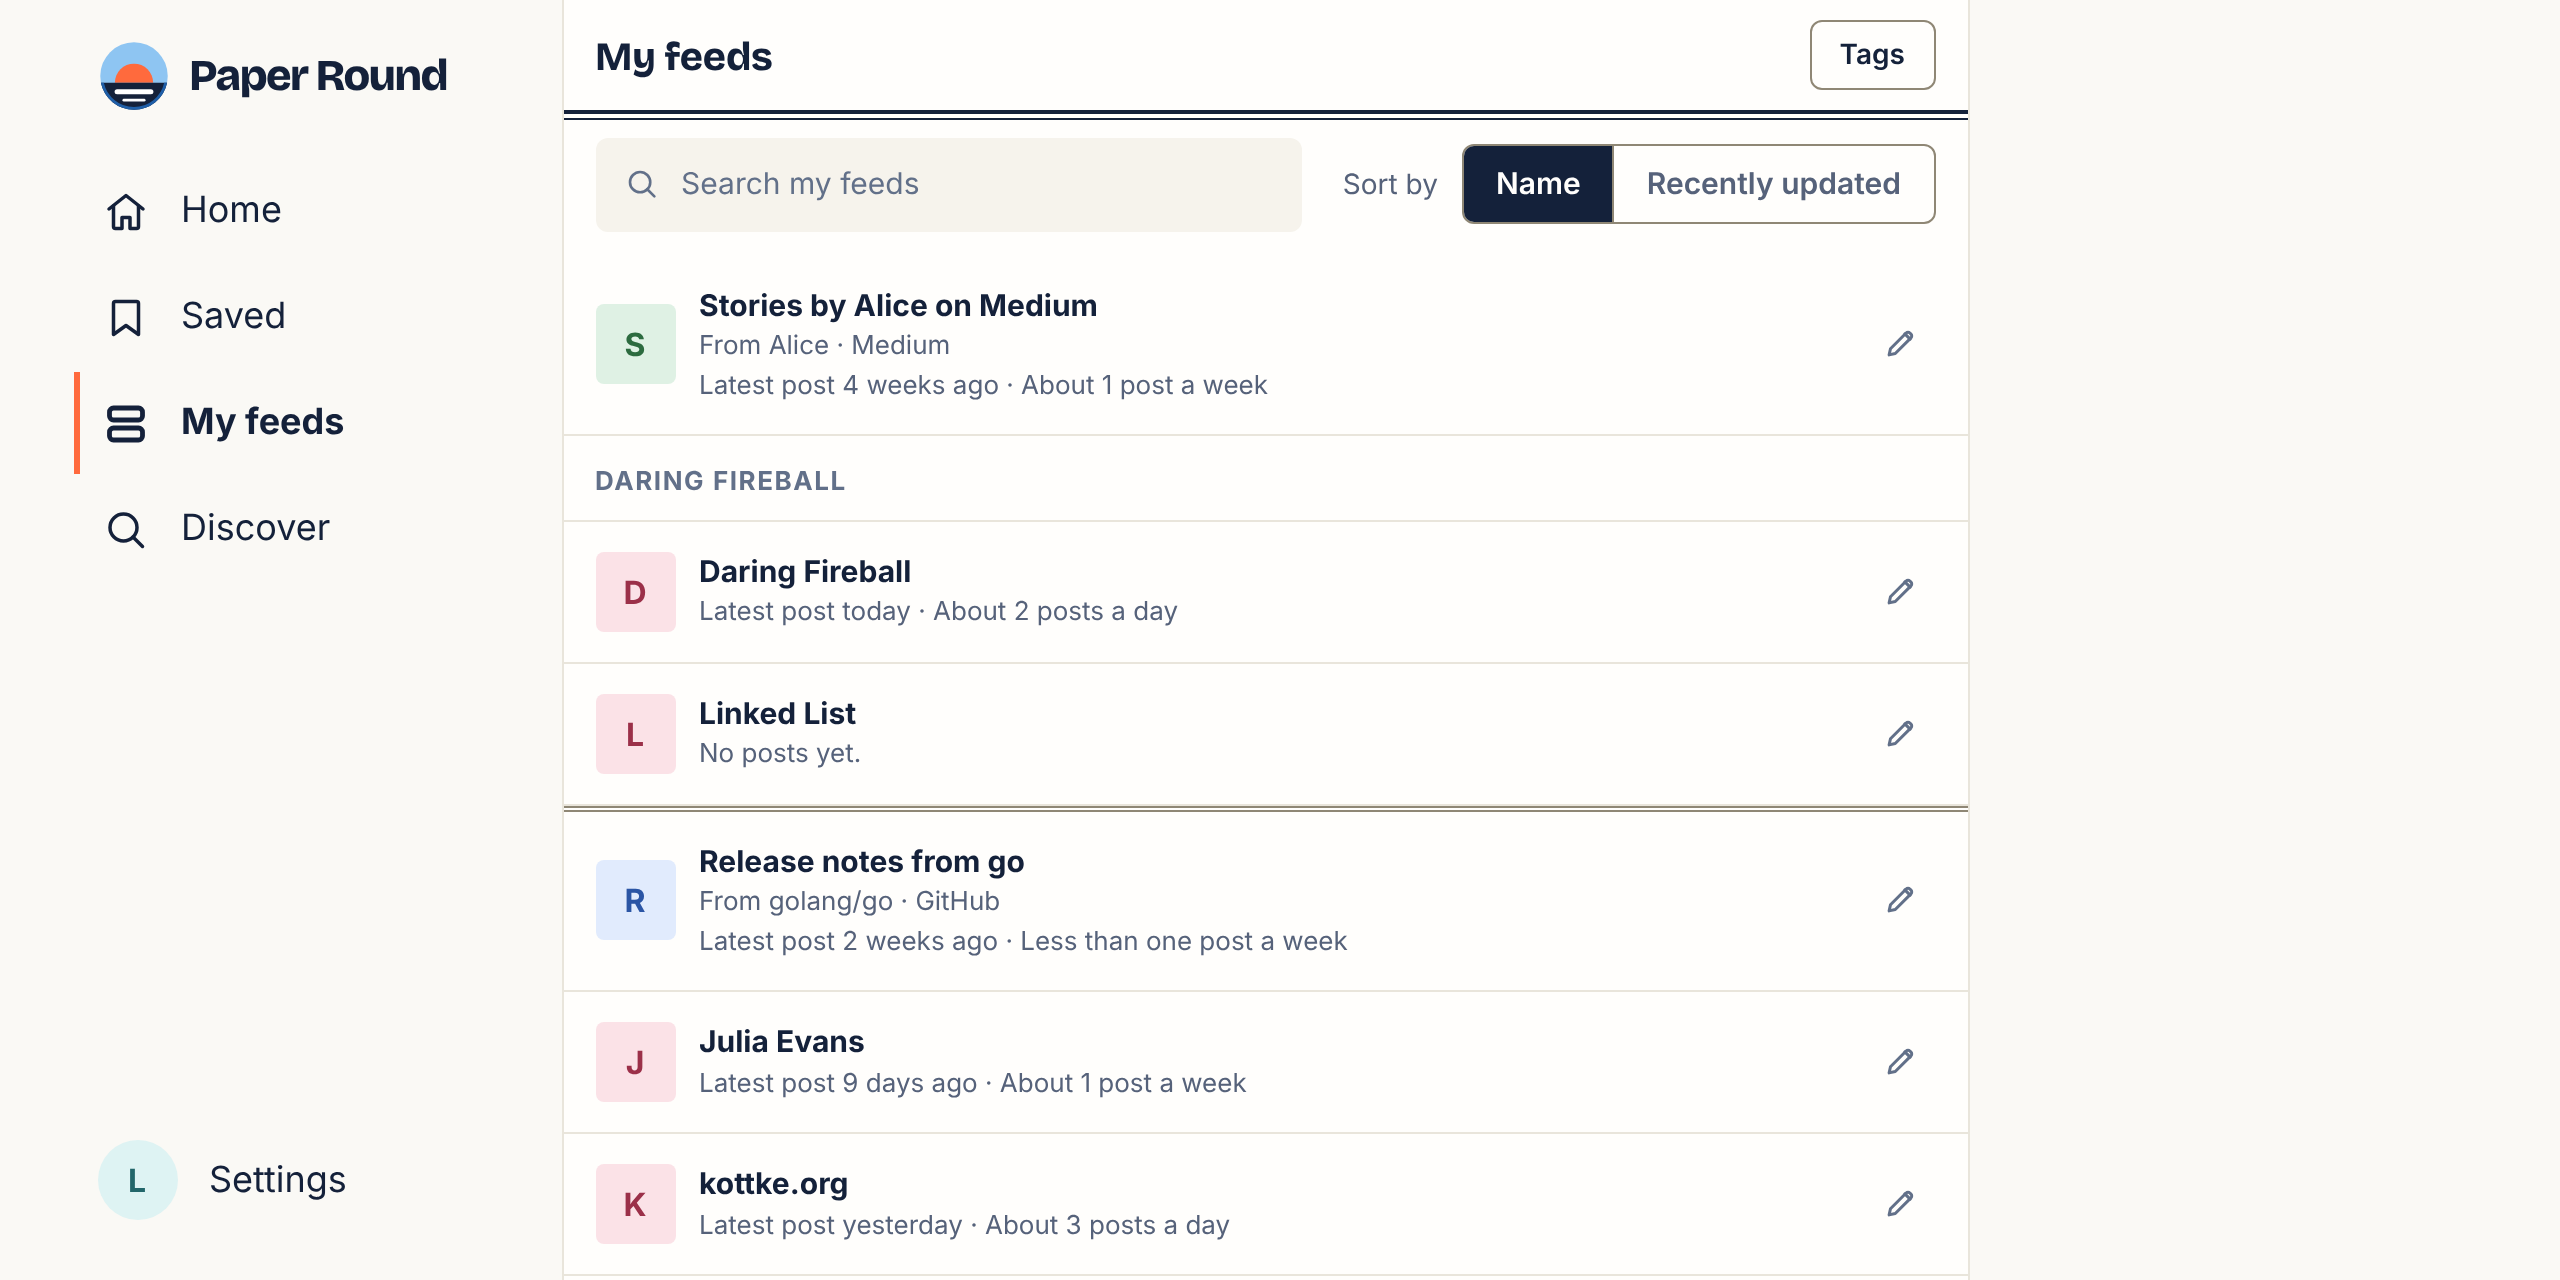 Paper Round
Home
Saved
My feeds
Discover
L
Settings
My feeds
Tags
Search my feeds
Sort by
Name
Recently updated
S
Stories by Alice on Medium
From Alice · Medium
Latest post 4 weeks ago · About 1 post a week
DARING FIREBALL
D
Daring Fireball
Latest post today · About 2 posts a day
L
Linked List
No posts yet.
R
Release notes from go
From golang/go · GitHub
Latest post 2 weeks ago · Less than one post a week
J
Julia Evans
Latest post 9 days ago · About 1 post a week
K
kottke.org
Latest post yesterday · About 3 posts a day